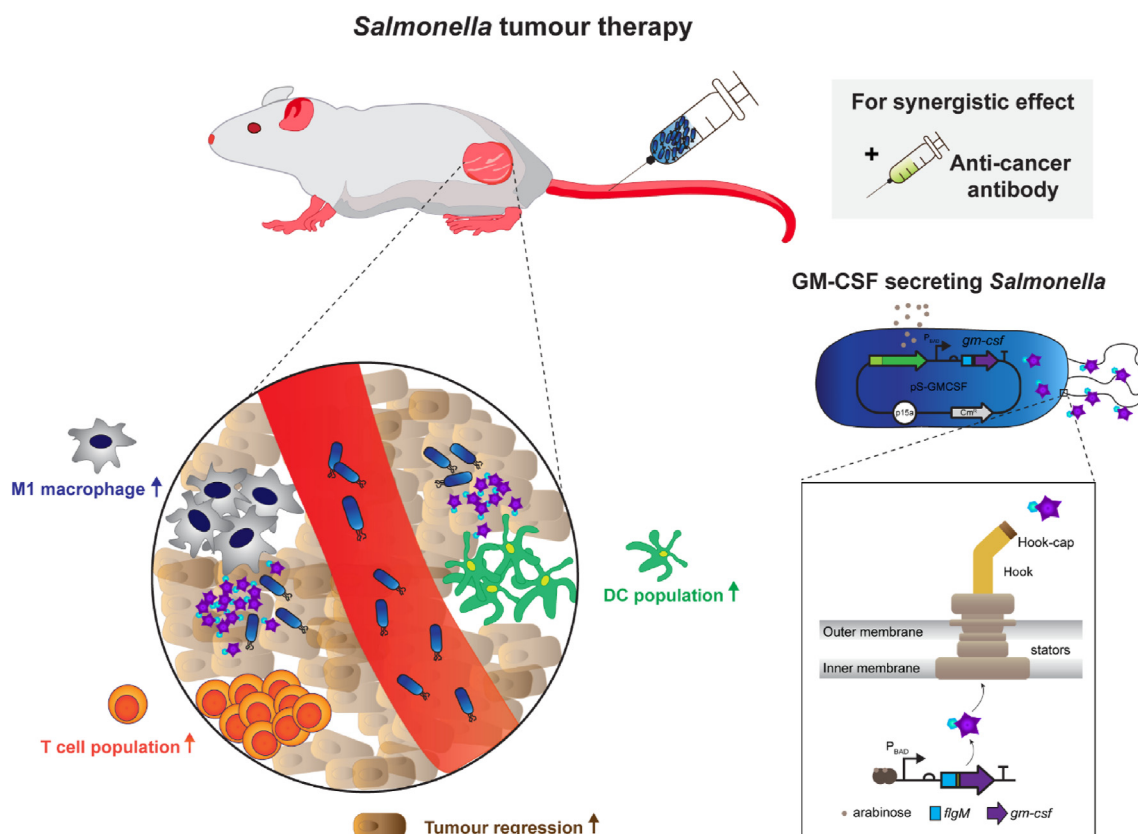 Salmonella tumour therapy
For synergistic effect
+
Anti-cancer
antibody
GM-CSF secreting Salmonella
P_BAD
gm-csf
pS-GMCSF
p15a
Cm^R
M1 macrophage ↑
DC population ↑
T cell population ↑
Tumour regression ↑
Hook-cap
Hook
Outer membrane
stators
Inner membrane
P_BAD
arabinose
flgM
gm-csf